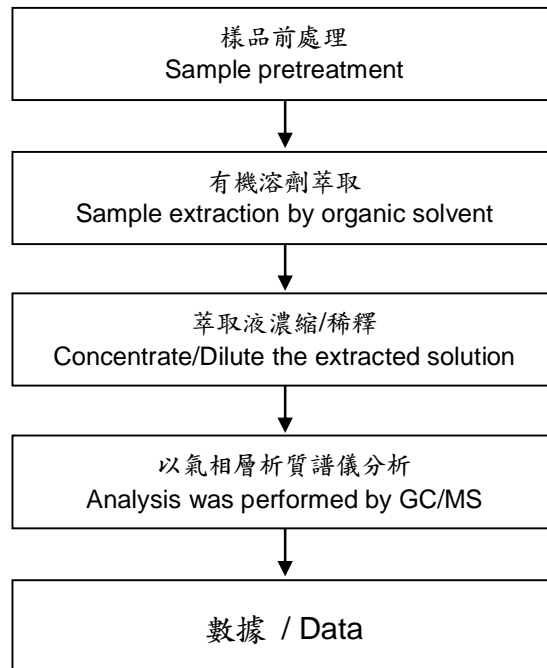 樣品前處理
Sample pretreatment
有機溶劑萃取
Sample extraction by organic solvent
萃取液濃縮/稀釋
Concentrate/Dilute the extracted solution
以氣相層析質譜儀分析
Analysis was performed by GC/MS
數據 / Data